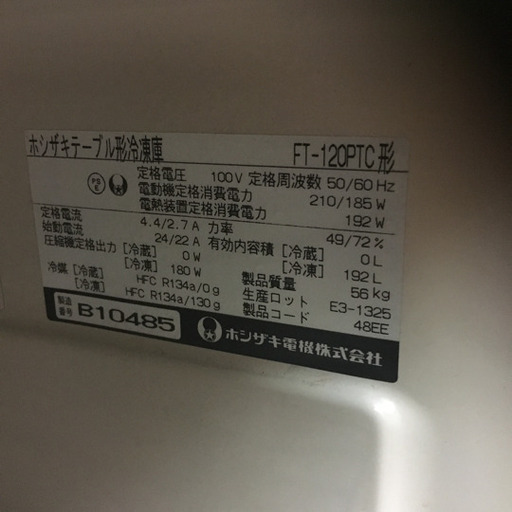 ホシザキテーブル形冷凍庫 FT-120PTC形
定格電圧 100V 定格周波数 50/60 Hz
電動機定格消費電力 210/185 W
電熱装置定格消費電力 192 W
定格電流 4.4/2.7 A 力率 49/72 %
始動電流 24/22 A 有効内容積 [冷蔵] 0 L
圧縮機定格出力 [冷蔵] 0 W [冷凍] 192 L
[冷凍] 180 W 製品質量 56 kg
冷媒 [冷蔵] HFC R134a/0 g 生産ロット E3-1325
[冷凍] HFC R134a/130 g 製品コード 48EE
製造番号 B10485 ホシザキ電機株式会社